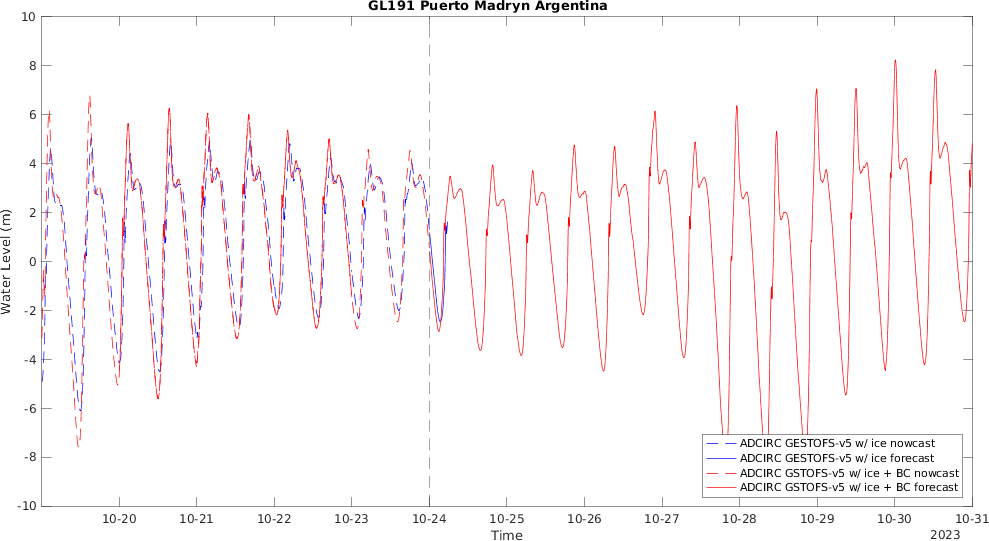 GL191 Puerto Madryn Argentina
10
8
6
4
2
0
-2
-4
-6
-8
-10
Water Level (m)
ADCIRC GESTOFS-v5 w/ ice nowcast
ADCIRC GESTOFS-v5 w/ ice forecast
ADCIRC GSTOFS-v5 w/ ice + BC nowcast
ADCIRC GSTOFS-v5 w/ ice + BC forecast
10-20 10-21 10-22 10-23 10-24 10-25 10-26 10-27 10-28 10-29 10-30 10-31
Time
2023